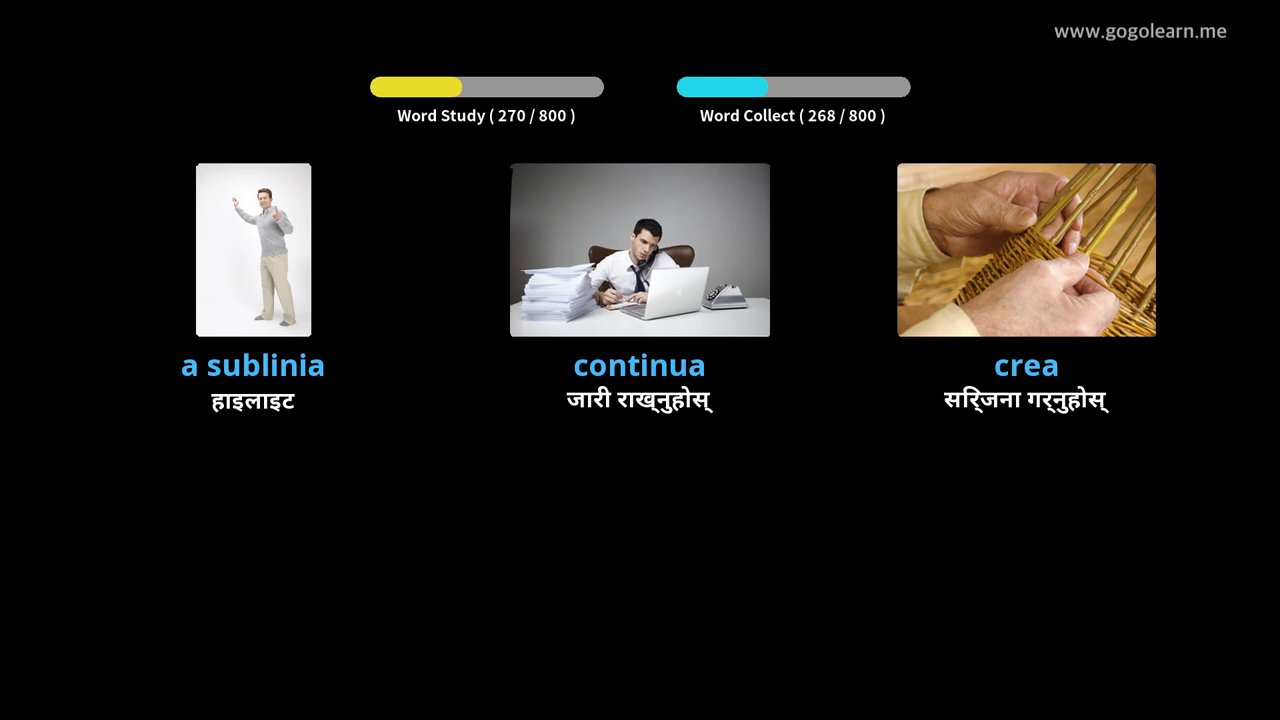 www.gogolearn.me
Word Study ( 270 / 800 )
Word Collect ( 268 / 800 )
a sublinia
continua
crea
हाइलाइट
जारी राख्नुहोस्
सिर्जना गर्नुहोस्